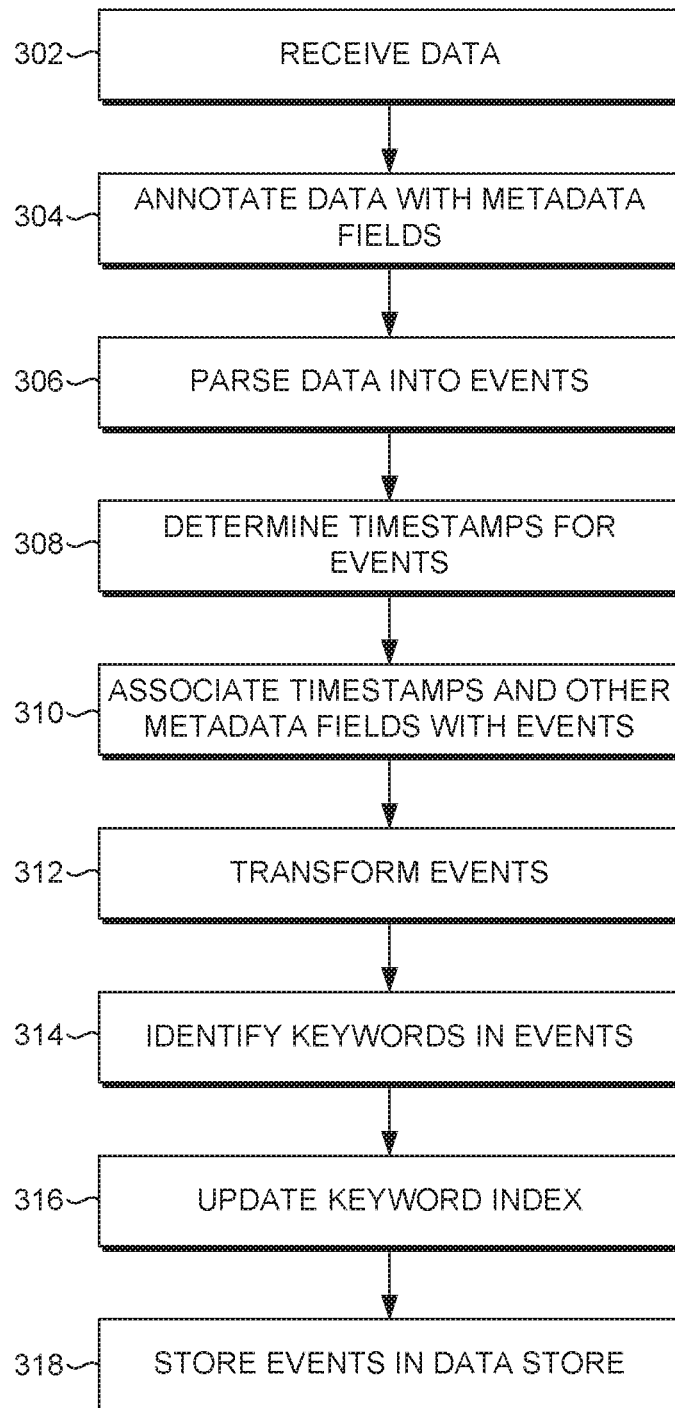 302
RECEIVE DATA
304
ANNOTATE DATA WITH METADATA
FIELDS
306
PARSE DATA INTO EVENTS
308
DETERMINE TIMESTAMPS FOR
EVENTS
310
ASSOCIATE TIMESTAMPS AND OTHER
METADATA FIELDS WITH EVENTS
312
TRANSFORM EVENTS
314
IDENTIFY KEYWORDS IN EVENTS
316
UPDATE KEYWORD INDEX
318
STORE EVENTS IN DATA STORE